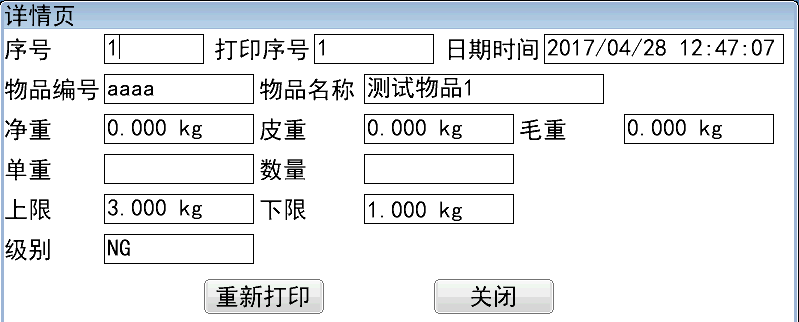 详情页
序号 1 打印序号 1 日期时间 2017/04/28 12:47:07
物品编号 aaaa 物品名称 测试物品1
净重 0.000 kg 皮重 0.000 kg 毛重 0.000 kg
单重 数量
上限 3.000 kg 下限 1.000 kg
级别 NG
重新打印 关闭